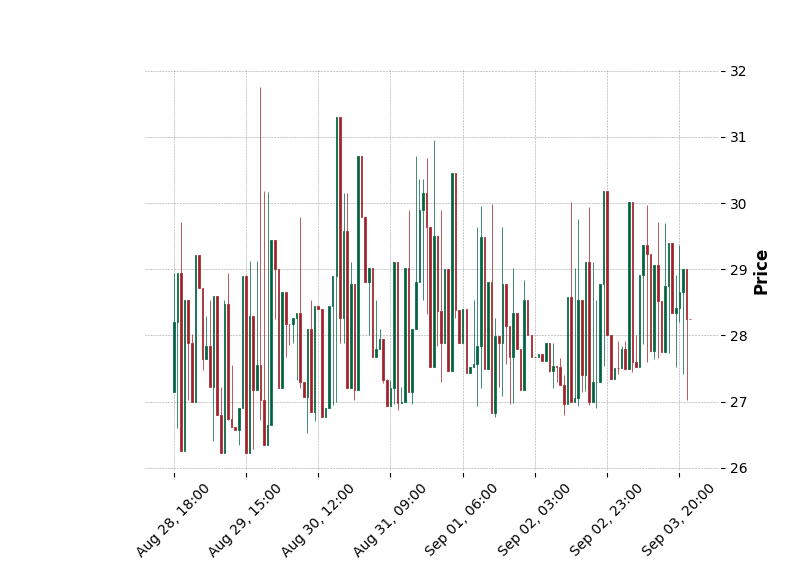 32
31
30
29
28
27
26
Price
Aug 28, 18:00
Aug 29, 15:00
Aug 30, 12:00
Aug 31, 09:00
Sep 01, 06:00
Sep 02, 03:00
Sep 02, 23:00
Sep 03, 20:00